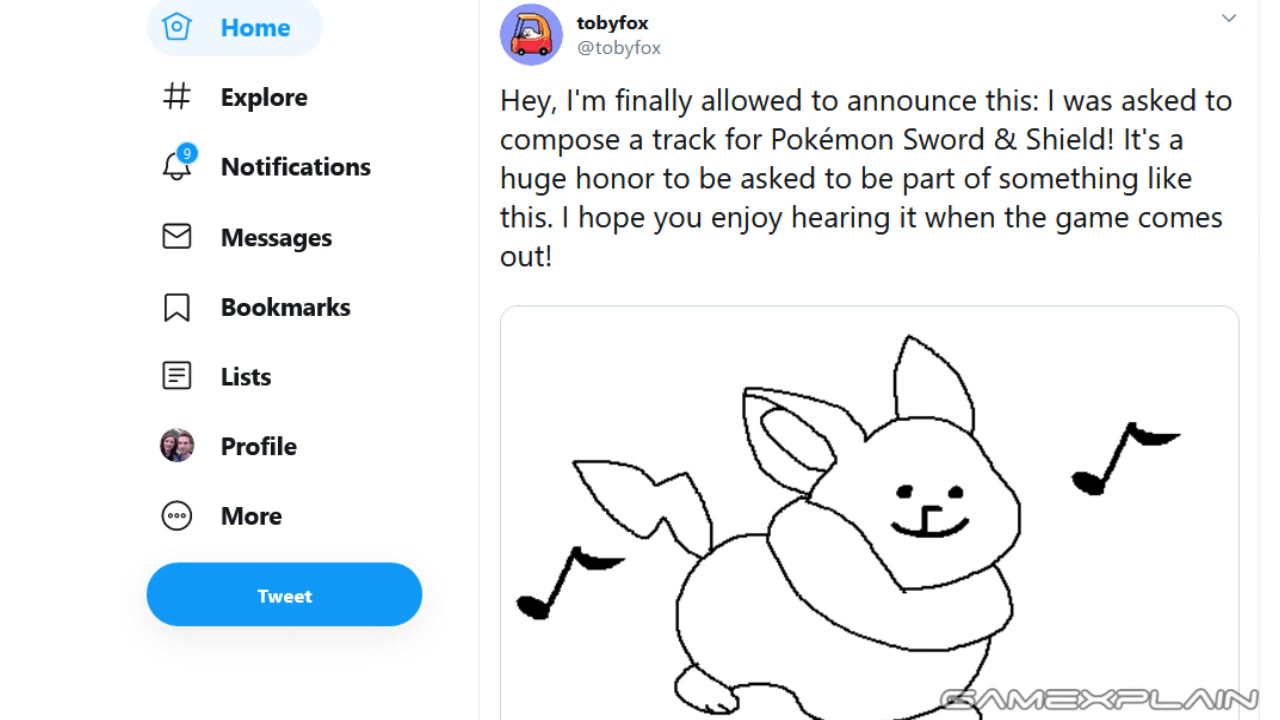 Home
Explore
9
Notifications
Messages
Bookmarks
Lists
Profile
More
Tweet
tobyfox
@tobyfox
Hey, I'm finally allowed to announce this: I was asked to
compose a track for Pokémon Sword & Shield! It's a
huge honor to be asked to be part of something like
this. I hope you enjoy hearing it when the game comes
out!
GAMEXPLAIN